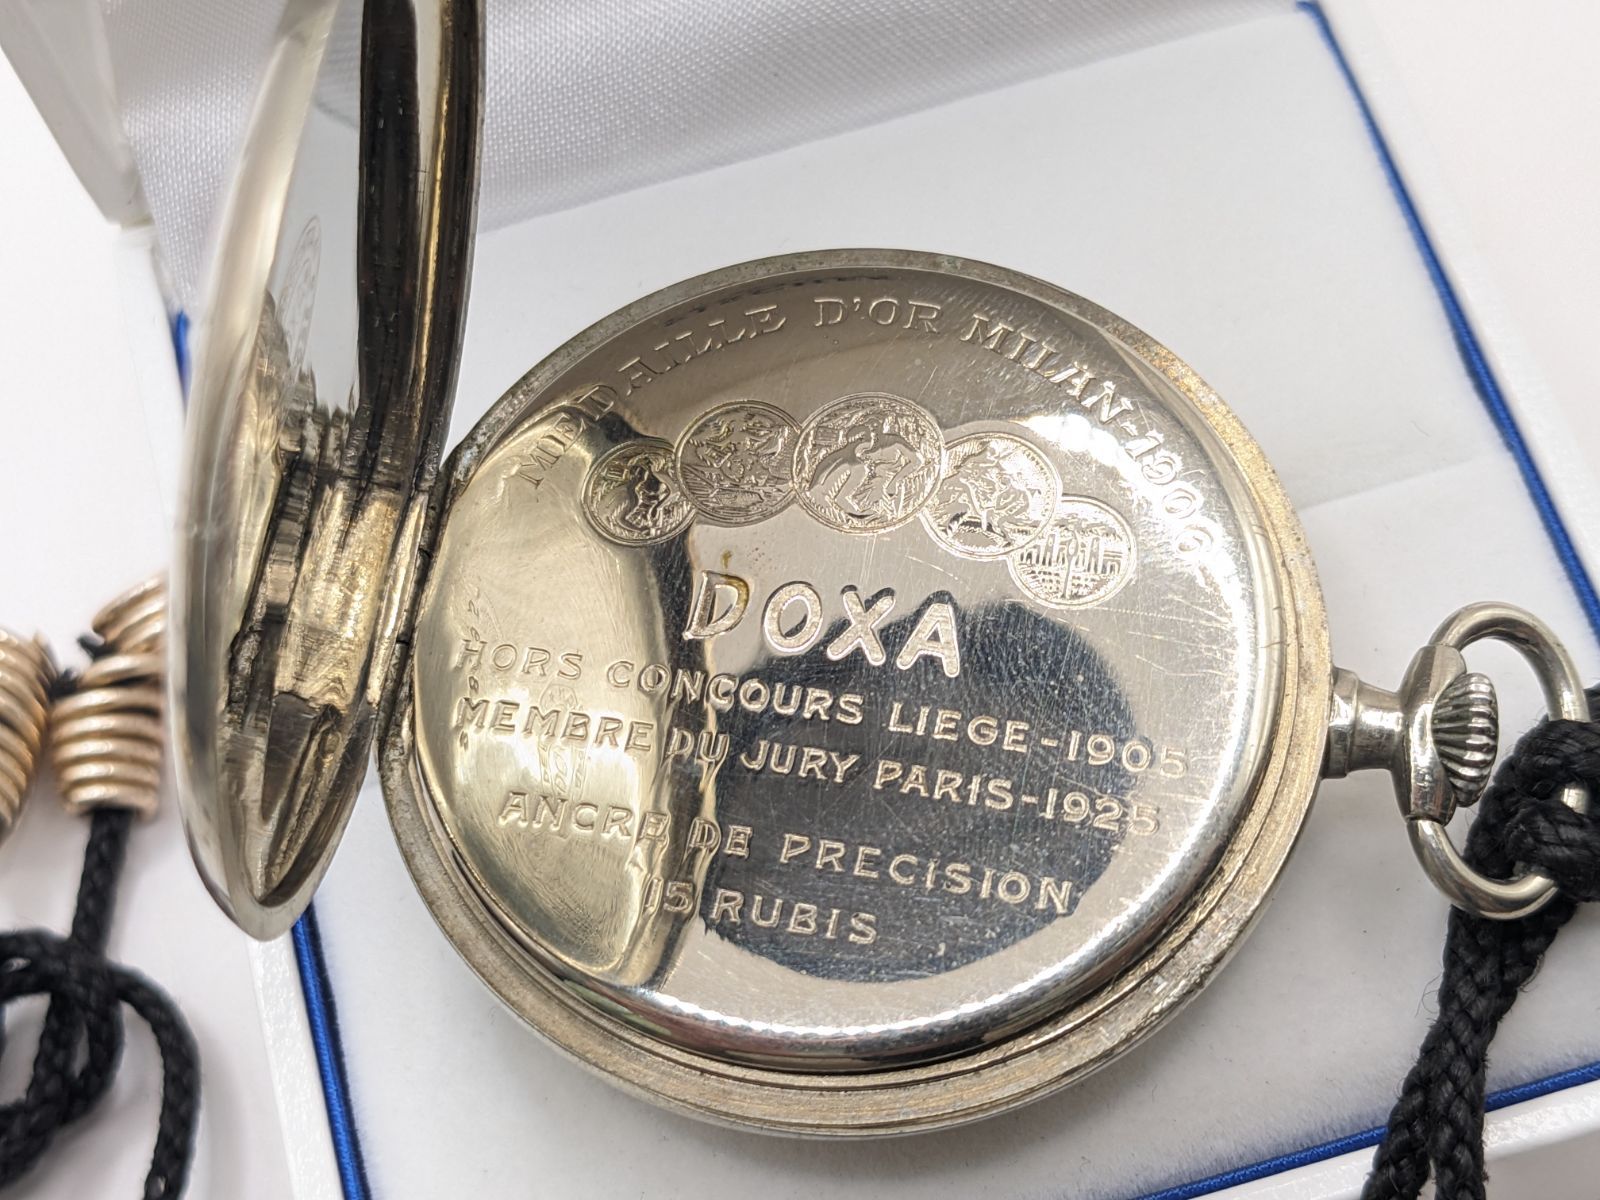 MEDAILLE D'OR MILAN-1906
DOXA
HORS CONCOURS LIEGE-1905
MEMBRE DU JURY PARIS-1925
ANCRE DE PRECISION
15 RUBIS